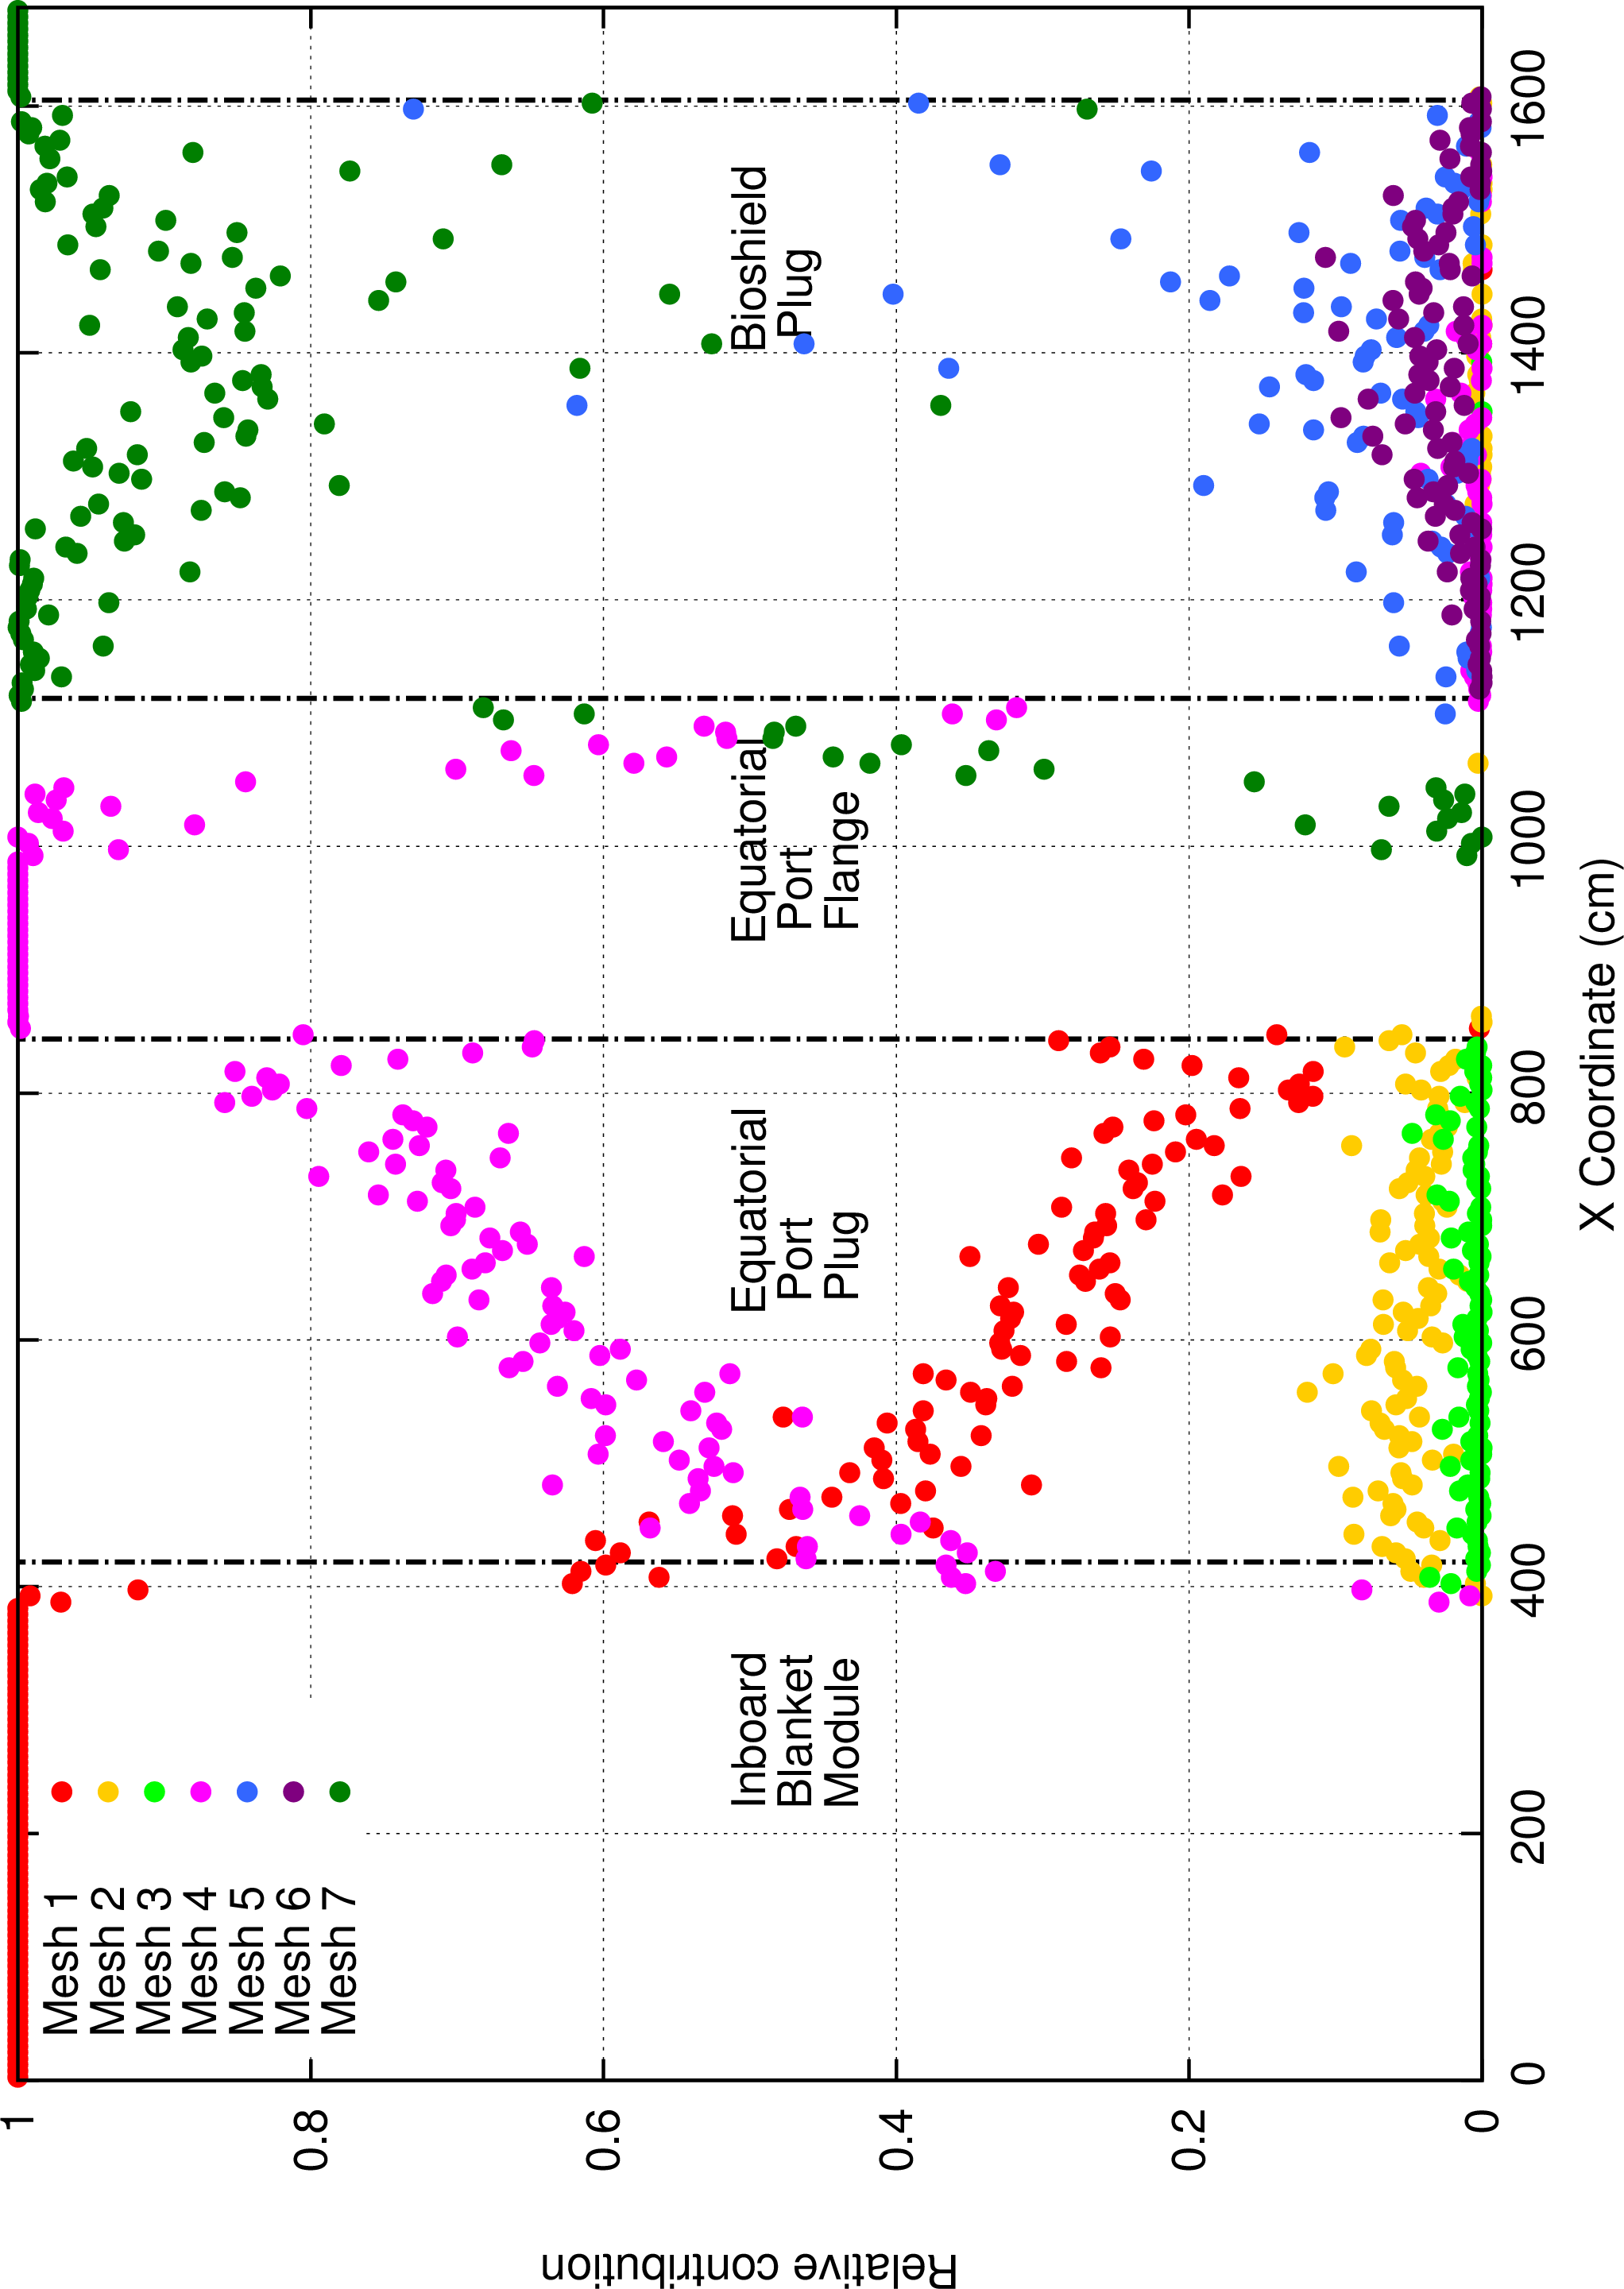 Relative contribution
1
0.8
0.6
0.4
0.2
0
0
200
400
600
800
1000
1200
1400
1600
X Coordinate (cm)
Mesh 1
Mesh 2
Mesh 3
Mesh 4
Mesh 5
Mesh 6
Mesh 7
Inboard
Blanket
Module
Equatorial
Port
Plug
Equatorial
Port
Flange
Bioshield
Plug